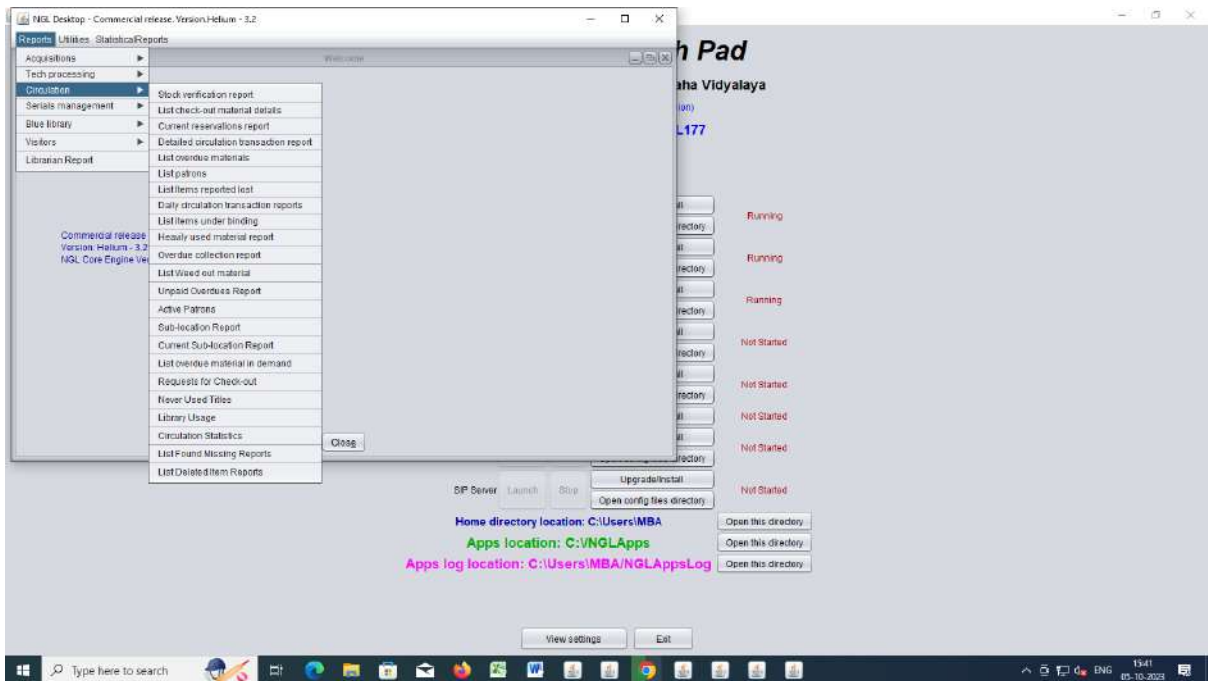 NGL Desktop - Commercial release. Version.Helium - 3.2
Reports Utilities StatisticalReports
Welcome
Acquisitions
Tech processing
Circulation
Serials management
Blue library
Visitors
Librarian Report
Stock verification report
List check-out material details
Current reservations report
Detailed circulation transaction report
List overdue materials
List patrons
List Items reported lost
Daily circulation transaction reports
List items under binding
Heavily used material report
Overdue collection report
List Weed out material
Unpaid Overdues Report
Active Patrons
Sub-location Report
Current Sub-location Report
List overdue material in demand
Requests for Check-out
Never Used Titles
Library Usage
Circulation Statistics
List Found Missing Reports
List Deleted Item Reports
Commercial release
Version: Helium - 3.2
NGL Core Engine Ver
Close
h Pad
aha Vidyalaya
ion)
L177
Running
Running
Running
Not Started
Not Started
Not Started
Not Started
SIP Server Launch Stop Upgrade/Install Not Started
Open config files directory
Home directory location: C:\Users\MBA Open this directory
Apps location: C:\/NGLApps Open this directory
Apps log location: C:\Users\MBA/NGLAppsLog Open this directory
View settings Exit
Type here to search
ENG
15:41
05-10-2023